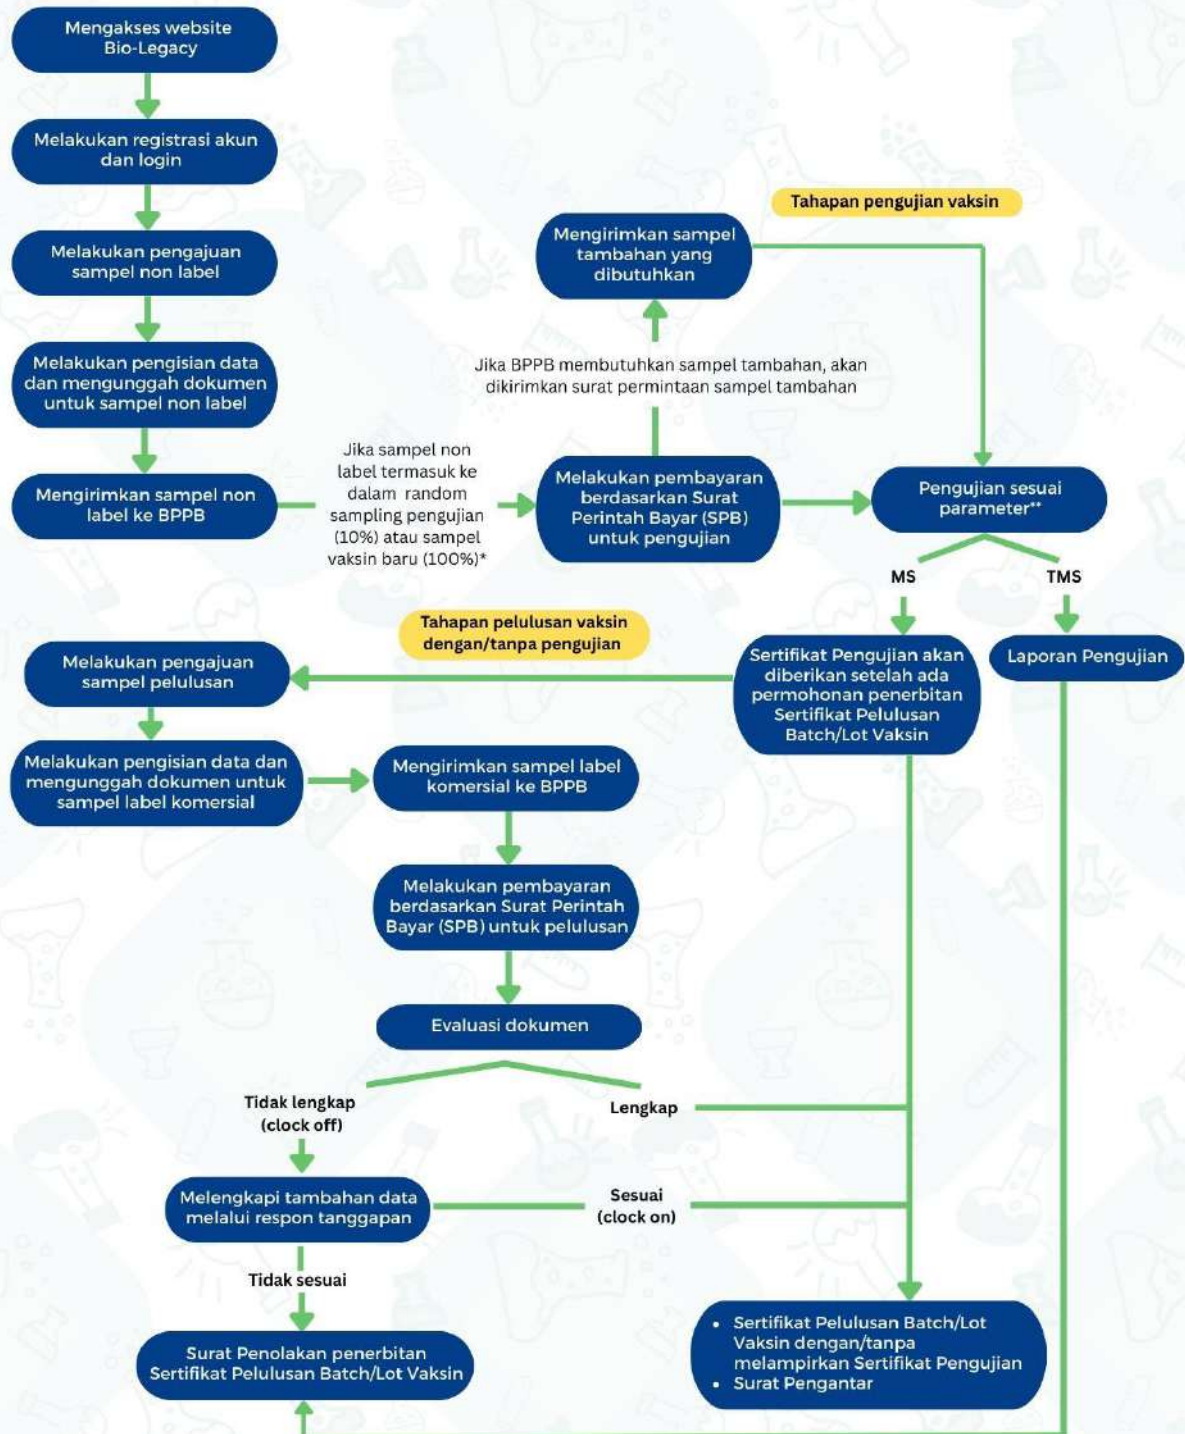 Mengakses website
Bio-Legacy
Melakukan registrasi akun
dan login
Melakukan pengajuan
sampel non label
Melakukan pengisian data
dan mengunggah dokumen
untuk sampel non label
Mengirimkan sampel non
label ke BPPB
Jika sampel non
label termasuk ke
dalam random
sampling pengujian
(10%) atau sampel
vaksin baru (100%)*
Melakukan pembayaran
berdasarkan Surat
Perintah Bayar (SPB)
untuk pengujian
Jika BPPB membutuhkan sampel tambahan, akan
dikirimkan surat permintaan sampel tambahan
Mengirimkan sampel
tambahan yang
dibutuhkan
Tahapan pengujian vaksin
Pengujian sesuai
parameter**
MS
TMS
Sertifikat Pengujian akan
diberikan setelah ada
permohonan penerbitan
Sertifikat Pelulusan
Batch/Lot Vaksin
Laporan Pengujian
Tahapan pelulusan vaksin
dengan/tanpa pengujian
Melakukan pengajuan
sampel pelulusan
Melakukan pengisian data dan
mengunggah dokumen untuk
sampel label komersial
Mengirimkan sampel label
komersial ke BPPB
Melakukan pembayaran
berdasarkan Surat Perintah
Bayar (SPB) untuk pelulusan
Evaluasi dokumen
Tidak lengkap
(clock off)
Lengkap
Melengkapi tambahan data
melalui respon tanggapan
Sesuai
(clock on)
Tidak sesuai
Surat Penolakan penerbitan
Sertifikat Pelulusan Batch/Lot Vaksin
• Sertifikat Pelulusan Batch/Lot
Vaksin dengan/tanpa
melampirkan Sertifikat Pengujian
• Surat Pengantar